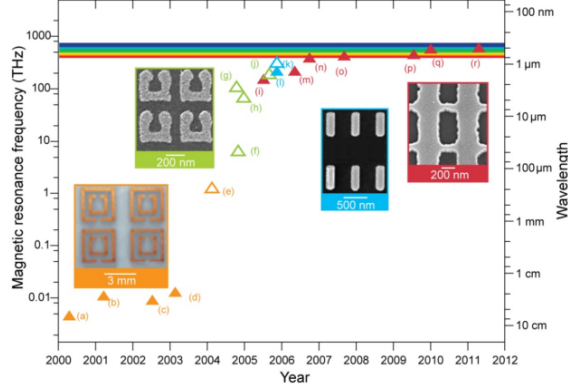 Magnetic resonance frequency (THz)
1000
100
10
1
0.1
0.01
100 nm
1 µm
10 µm
100 µm
1 mm
1 cm
10 cm
Wavelength
(a)
(b)
(c)
(d)
(e)
(f)
(g)
(h)
(i)
(j)
(k)
(l)
(m)
(n)
(o)
(p)
(q)
(r)
200 nm
3 mm
500 nm
200 nm
2000 2001 2002 2003 2004 2005 2006 2007 2008 2009 2010 2011 2012
Year